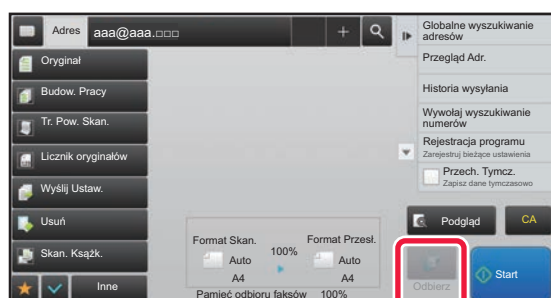 Adres aaa@aaa.□□□
Oryginał
Budow. Pracy
Tr. Pow. Skan.
Licznik oryginałów
Wyślij Ustaw.
Usuń
Skan. Książk.
Inne
Format Skan.
Auto
A4
100%
Format Przesł.
Auto
A4
Pamięć odbioru faksów 100%
Globalne wyszukiwanie
adresów
Przegląd Adr.
Historia wysyłania
Wywołaj wyszukiwanie
numerów
Rejestracja programu
Zarejestruj bieżące ustawienia
Przech. Tymcz.
Zapisz dane tymczasowo
Podgląd
CA
Odbierz
Start